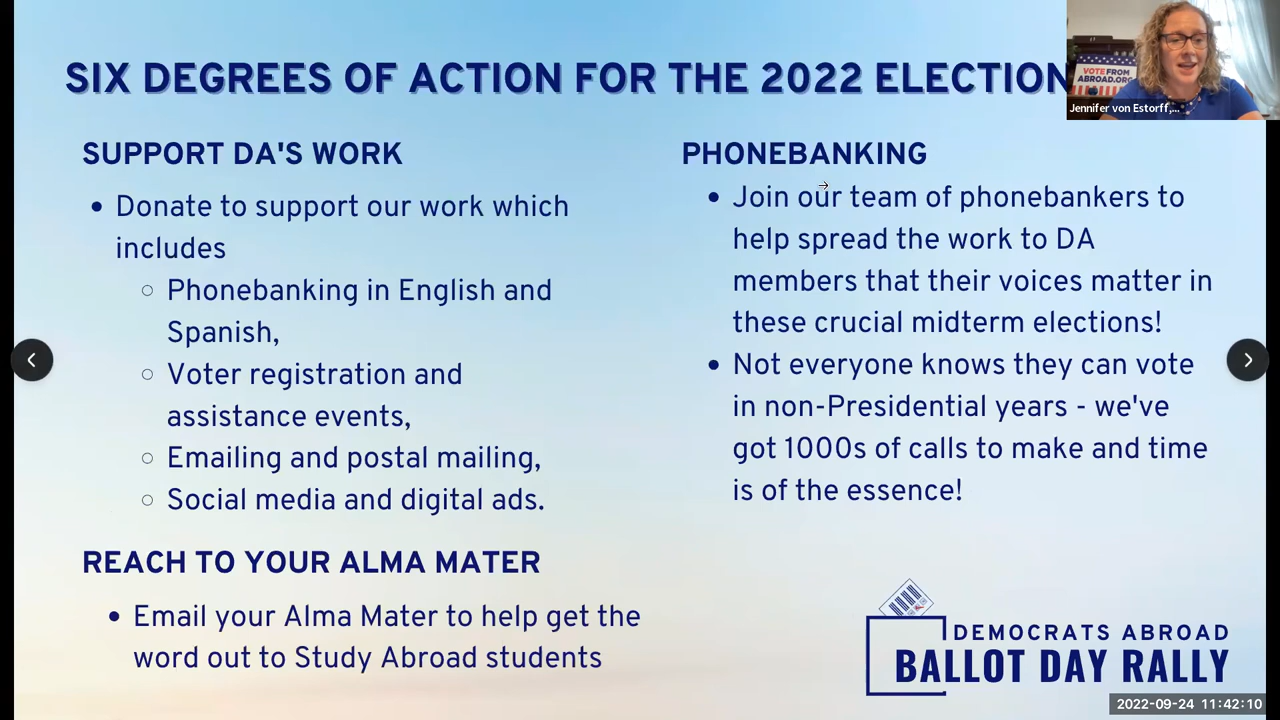 SIX DEGREES OF ACTION FOR THE 2022 ELECTION
VOTE FROM
ABROAD.ORG
Jennifer von Estorff,...
SUPPORT DA'S WORK
• Donate to support our work which
includes
○ Phonebanking in English and
Spanish,
○ Voter registration and
assistance events,
○ Emailing and postal mailing,
○ Social media and digital ads.
REACH TO YOUR ALMA MATER
• Email your Alma Mater to help get the
word out to Study Abroad students
PHONEBANKING
• Join our team of phonebankers to
help spread the work to DA
members that their voices matter in
these crucial midterm elections!
• Not everyone knows they can vote
in non-Presidential years - we've
got 1000s of calls to make and time
is of the essence!
DEMOCRATS ABROAD
BALLOT DAY RALLY
2022-09-24 11:42:10